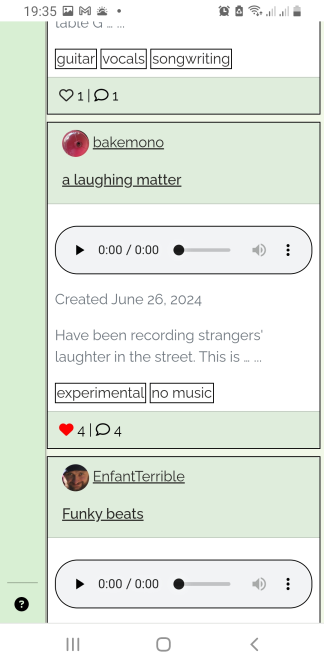 19:35
table G ... ...
guitar vocals songwriting
1 | 1
bakemono
a laughing matter
0:00 / 0:00
Created June 26, 2024
Have been recording strangers'
laughter in the street. This is ... ...
experimental no music
4 | 4
EnfantTerrible
Funky beats
0:00 / 0:00
?